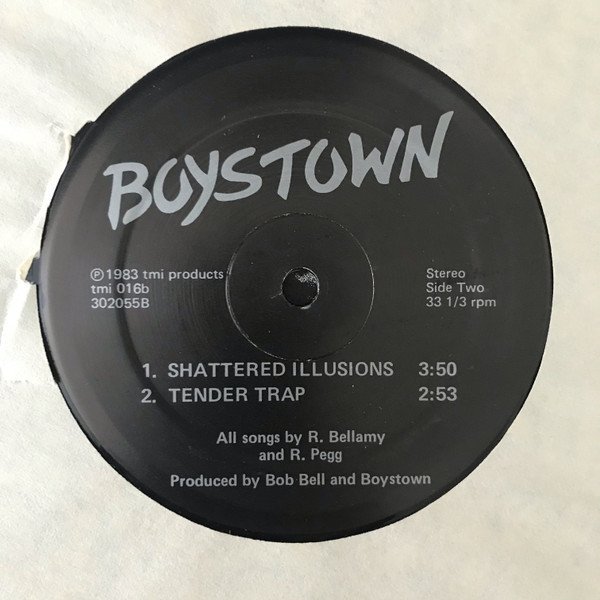 BOYSTOWN
℗1983 tmi products
tmi 016b
302055B
Stereo
Side Two
33 1/3 rpm
1. SHATTERED ILLUSIONS 3:50
2. TENDER TRAP 2:53
All songs by R. Bellamy
and R. Pegg
Produced by Bob Bell and Boystown